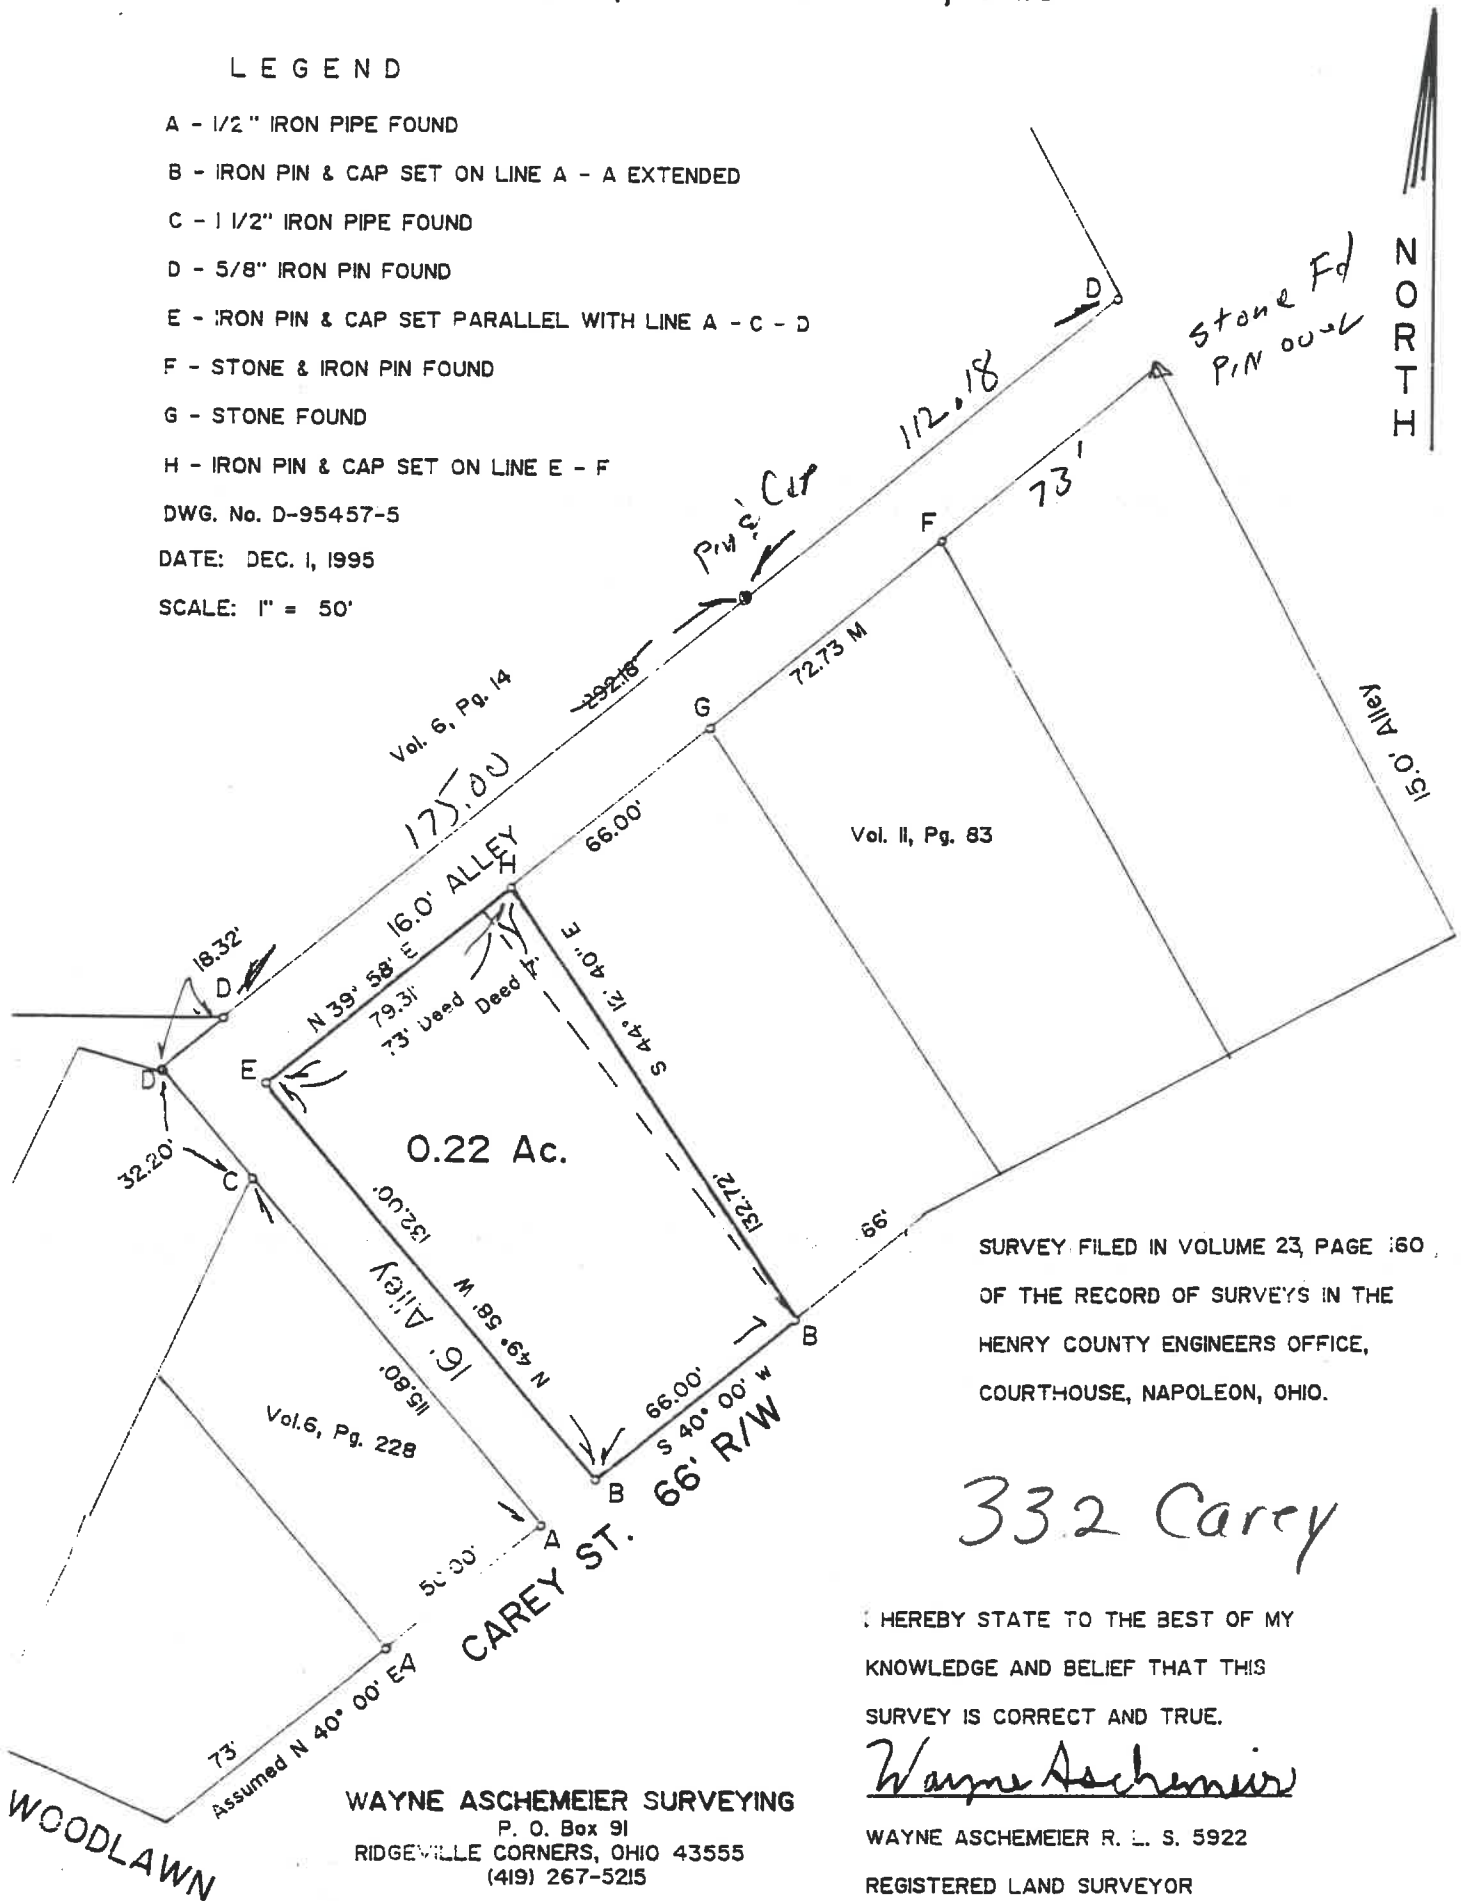 LEGEND
A - 1/2" IRON PIPE FOUND
B - IRON PIN & CAP SET ON LINE A - A EXTENDED
C - 1 1/2" IRON PIPE FOUND
D - 5/8" IRON PIN FOUND
E - IRON PIN & CAP SET PARALLEL WITH LINE A - C - D
F - STONE & IRON PIN FOUND
G - STONE FOUND
H - IRON PIN & CAP SET ON LINE E - F
DWG. No. D-95457-5
DATE: DEC. 1, 1995
SCALE: 1" = 50'
NORTH
D
Stone Fd
PIN over
112.18
73'
Pin & Cap
F
292.18'
72.73 M
Vol. 6, Pg. 14
G
175.00
15.0' Alley
66.00'
Vol. II, Pg. 83
16.0' ALLEY
H
18.32'
D
N 39° 58' E
79.31'
73' Deed
Deed
S 44° 12' 40" E
D
E
0.22 Ac.
32.20'
C
132.00'
132.72'
66'
16' Alley
N 49° 58' W
115.80'
B
SURVEY FILED IN VOLUME 23, PAGE 160
OF THE RECORD OF SURVEYS IN THE
HENRY COUNTY ENGINEERS OFFICE,
COURTHOUSE, NAPOLEON, OHIO.
66.00'
S 40° 00' W
66' R/W
Vol.6, Pg. 228
B
A
50.00'
CAREY ST.
332 Carey
A
73'
Assumed N 40° 00' E
WOODLAWN
I HEREBY STATE TO THE BEST OF MY
KNOWLEDGE AND BELIEF THAT THIS
SURVEY IS CORRECT AND TRUE.
Wayne Aschemeier
WAYNE ASCHEMEIER R. L. S. 5922
REGISTERED LAND SURVEYOR
WAYNE ASCHEMEIER SURVEYING
P. O. Box 91
RIDGEVILLE CORNERS, OHIO 43555
(419) 267-5215